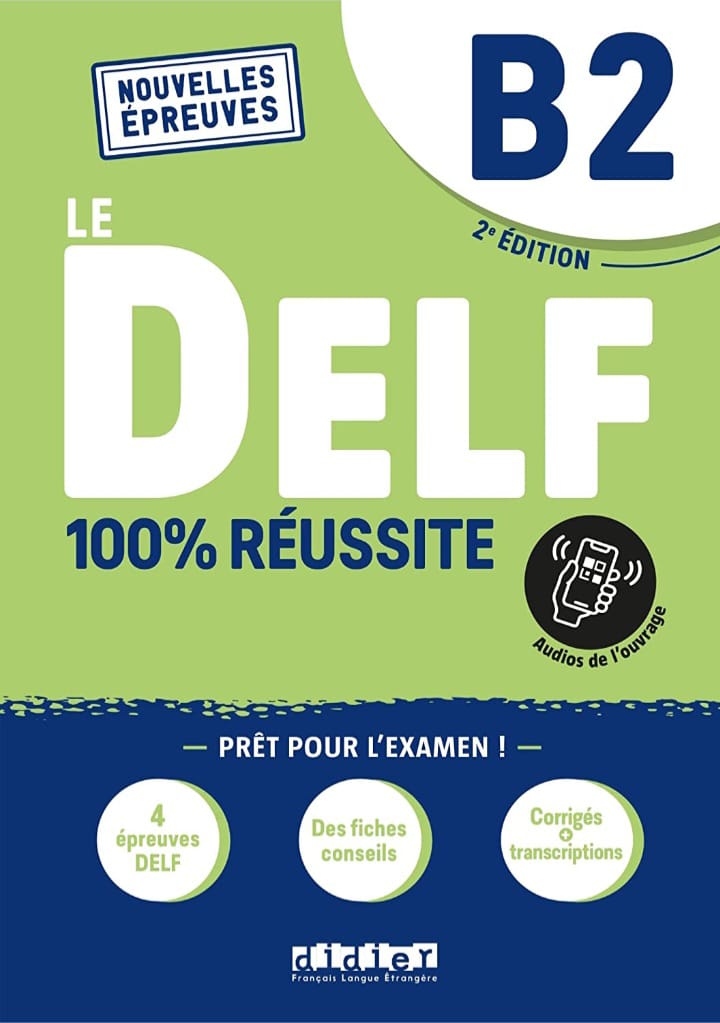 NOUVELLES
ÉPREUVES
B2
2e ÉDITION
LE
DELF
100% RÉUSSITE
Audios de l'ouvrage
— PRÊT POUR L'EXAMEN ! —
4
épreuves
DELF
Des fiches
conseils
Corrigés
+
transcriptions
didier
Français Langue Étrangère